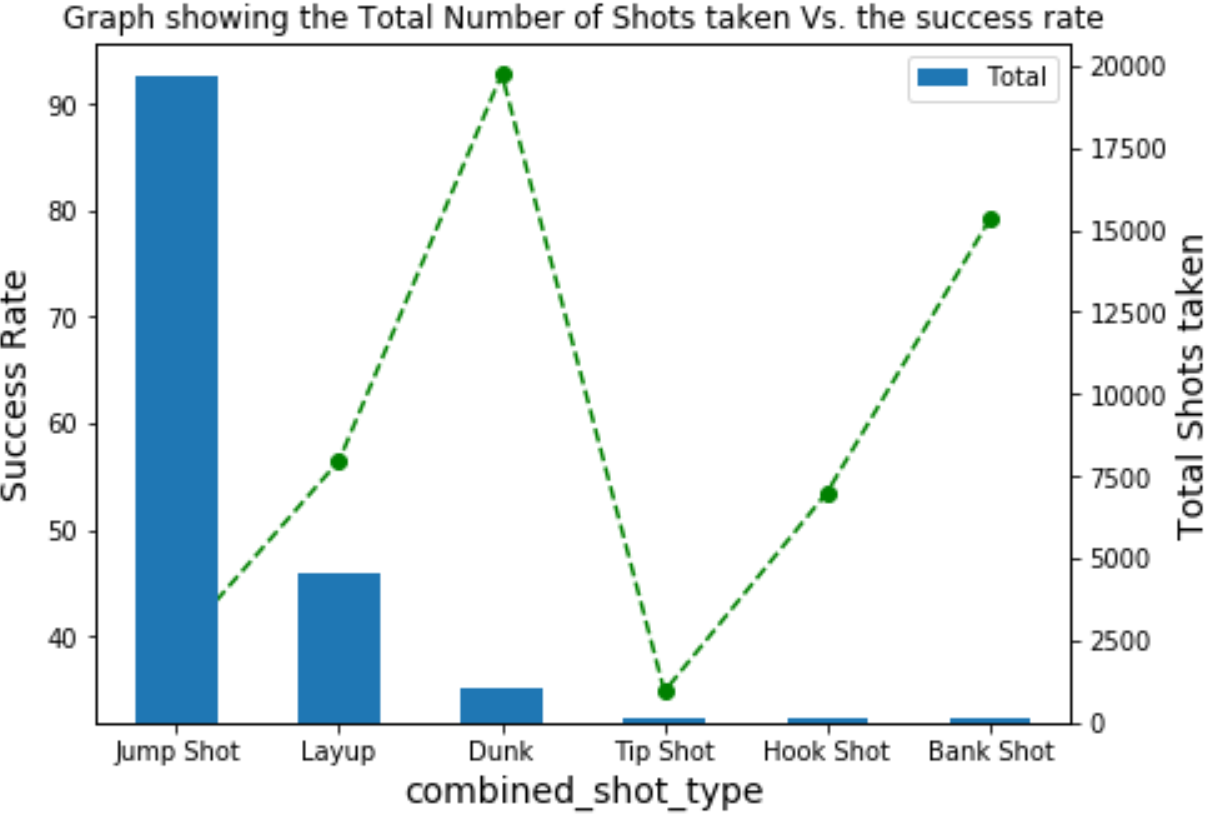 Graph showing the Total Number of Shots taken Vs. the success rate
Total
90
80
70
60
50
40
Success Rate
20000
17500
15000
12500
10000
7500
5000
2500
0
Total Shots taken
Jump Shot Layup Dunk Tip Shot Hook Shot Bank Shot
combined_shot_type